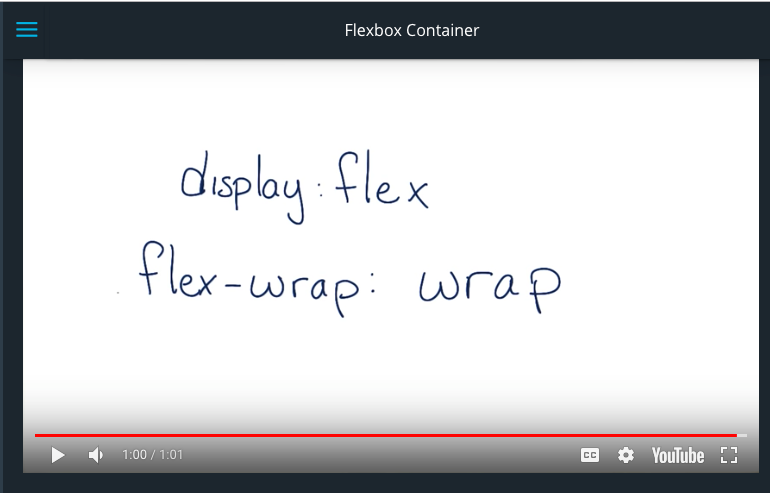 Flexbox Container
display: flex
flex-wrap: wrap
1:00 / 1:01
CC
YouTube